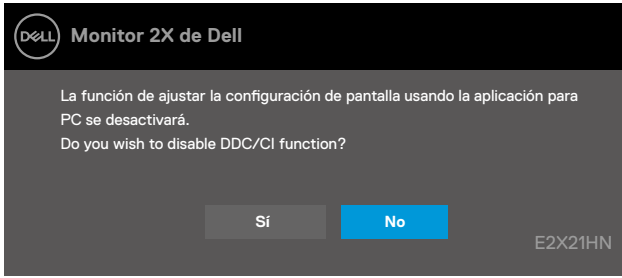 DELL
Monitor 2X de Dell
La función de ajustar la configuración de pantalla usando la aplicación para
PC se desactivará.
Do you wish to disable DDC/CI function?
Sí
No
E2X21HN